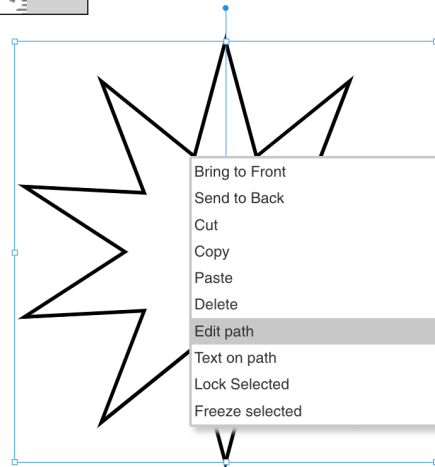 Bring to Front
Send to Back
Cut
Copy
Paste
Delete
Edit path
Text on path
Lock Selected
Freeze selected